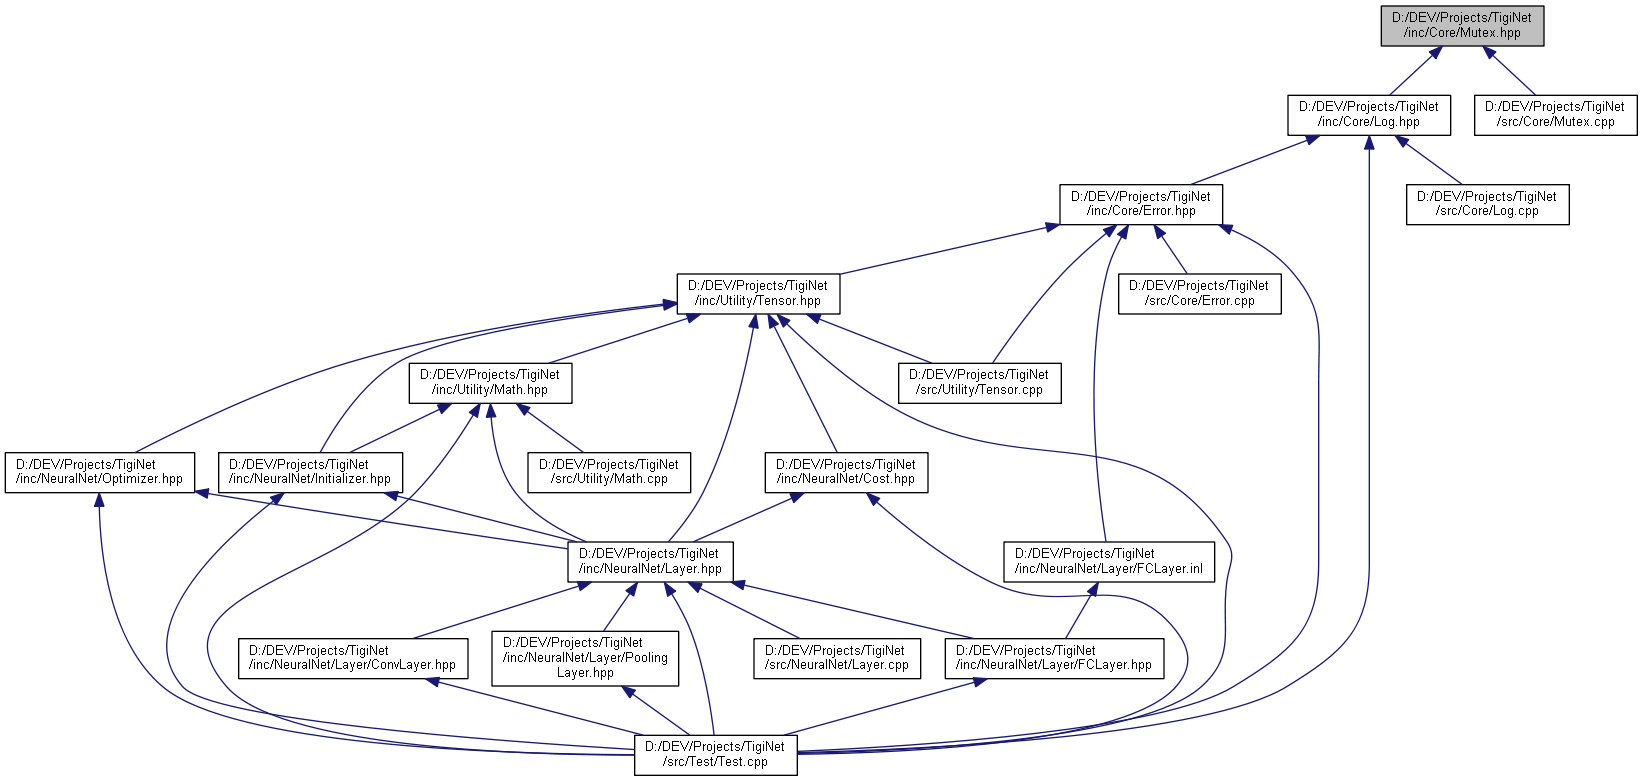 D:/DEV/Projects/TigiNet
/inc/Core/Mutex.hpp
D:/DEV/Projects/TigiNet
/inc/Core/Log.hpp
D:/DEV/Projects/TigiNet
/src/Core/Mutex.cpp
D:/DEV/Projects/TigiNet
/inc/Core/Error.hpp
D:/DEV/Projects/TigiNet
/src/Core/Log.cpp
D:/DEV/Projects/TigiNet
/inc/Utility/Tensor.hpp
D:/DEV/Projects/TigiNet
/src/Core/Error.cpp
D:/DEV/Projects/TigiNet
/inc/Utility/Math.hpp
D:/DEV/Projects/TigiNet
/src/Utility/Tensor.cpp
D:/DEV/Projects/TigiNet
/inc/NeuralNet/Optimizer.hpp
D:/DEV/Projects/TigiNet
/inc/NeuralNet/Initializer.hpp
D:/DEV/Projects/TigiNet
/src/Utility/Math.cpp
D:/DEV/Projects/TigiNet
/inc/NeuralNet/Cost.hpp
D:/DEV/Projects/TigiNet
/inc/NeuralNet/Layer.hpp
D:/DEV/Projects/TigiNet
/inc/NeuralNet/Layer/FCLayer.inl
D:/DEV/Projects/TigiNet
/inc/NeuralNet/Layer/ConvLayer.hpp
D:/DEV/Projects/TigiNet
/inc/NeuralNet/Layer/Pooling
Layer.hpp
D:/DEV/Projects/TigiNet
/src/NeuralNet/Layer.cpp
D:/DEV/Projects/TigiNet
/inc/NeuralNet/Layer/FCLayer.hpp
D:/DEV/Projects/TigiNet
/src/Test/Test.cpp